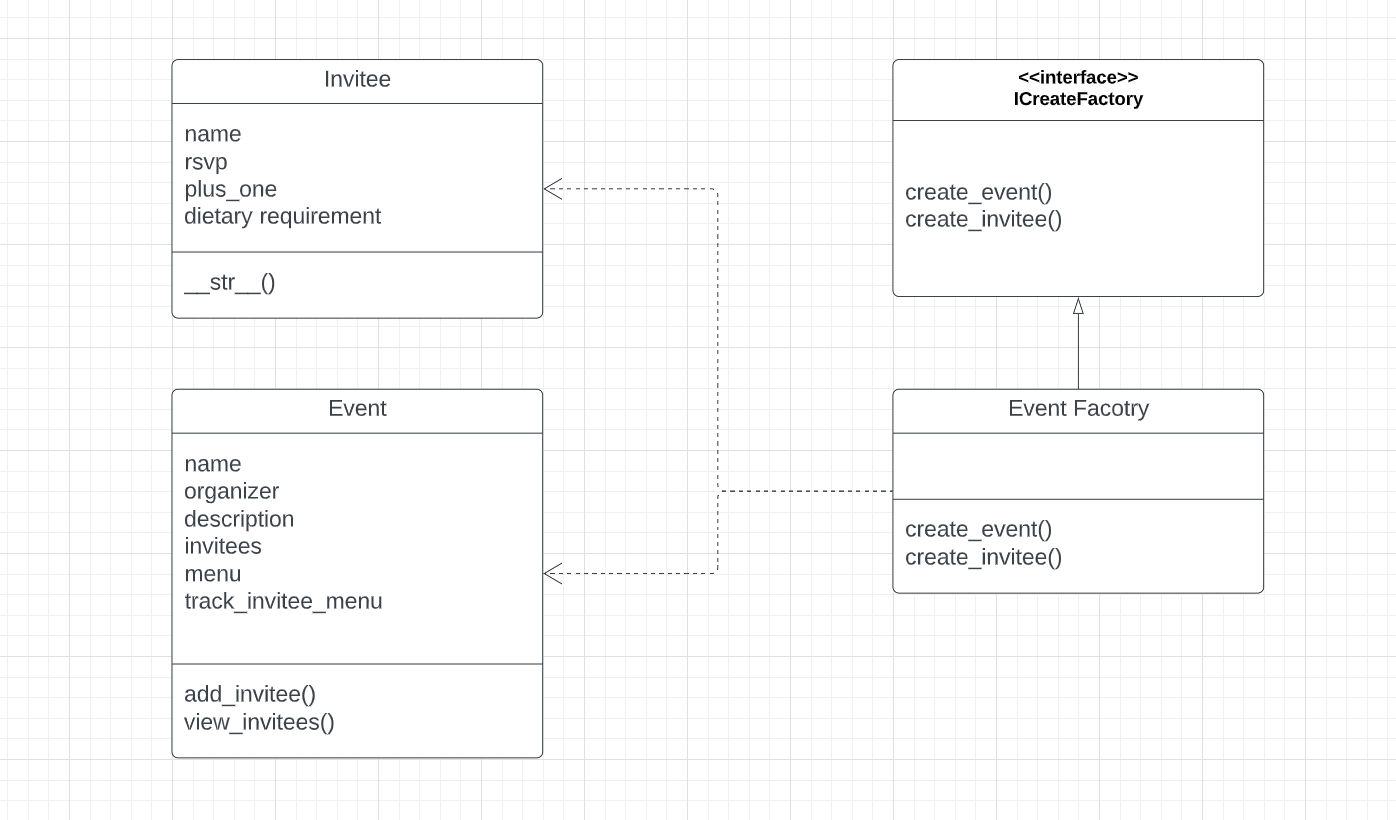 Invitee
name
rsvp
plus_one
dietary requirement
__str__()
Event
name
organizer
description
invitees
menu
track_invitee_menu
add_invitee()
view_invitees()
<<interface>>
ICreateFactory
create_event()
create_invitee()
Event Facotry
create_event()
create_invitee()